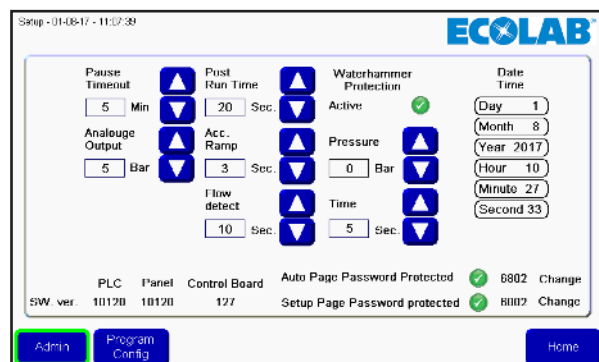 Setup - 01-08-17 - 11:07:39
ECOLAB
Pause Timeout
5 Min
Post Run Time
20 Sec.
Waterhammer Protection
Active
Date Time
Day 1
Month 8
Year 2017
Hour 10
Minute 27
Second 33
Analouge Output
5 Bar
Acc. Ramp
3 Sec.
Pressure
0 Bar
Flow detect
10 Sec.
Time
5 Sec.
PLC Panel Control Board
SW. ver. 10120 10120 127
Auto Page Password Protected 6802 Change
Setup Page Password protected 6002 Change
Admin
Program Config
Home